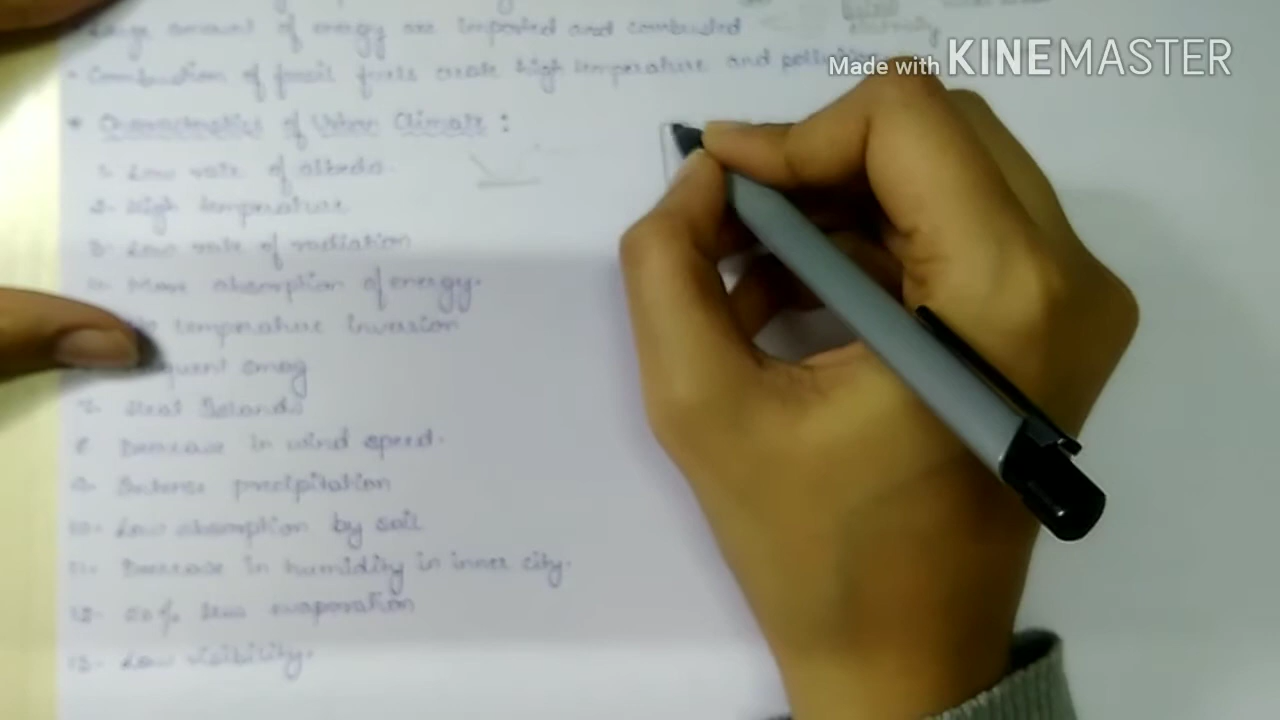 Made with KINEMASTER
Large amount of energy are imported and combusted
• Combustion of fossil fuels create high temperature and pollution
* Characteristics of Urban Climate :
1. Low rate of albedo.
2. High temperature
3. Low rate of radiation
4. More absorption of energy.
temperature invasion
smog
7. Heat Islands
8. Decrease in wind speed.
9. Intense precipitation
10. Low absorption by soil
11. Decrease in humidity in inner city.
12. 50% less evaporation
13. Low visibility.